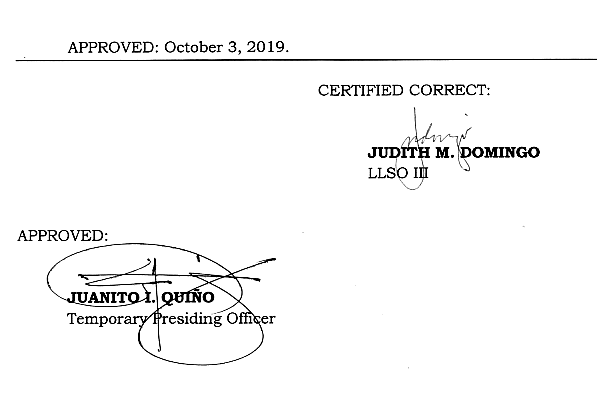 APPROVED: October 3, 2019.
CERTIFIED CORRECT:
JUDITH M. DOMINGO
LLSO III
APPROVED:
JUANITO I. QUIÑO
Temporary Presiding Officer